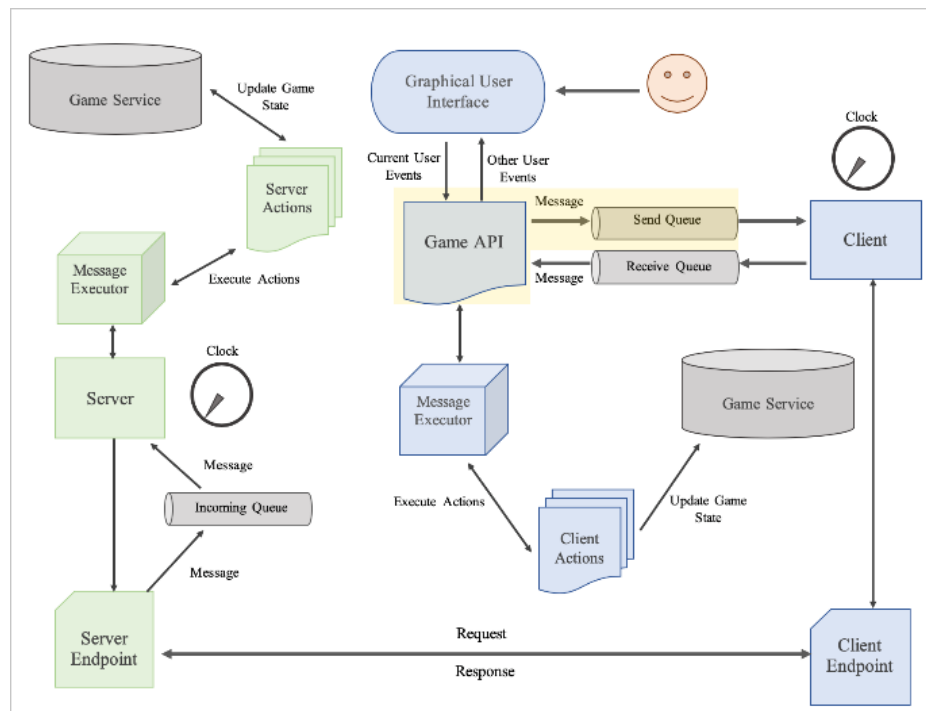 Game Service
Update Game
State
Graphical User
Interface
Clock
Current User
Events
Other User
Events
Server
Actions
Message
Send Queue
Game API
Client
Message
Executor
Execute Actions
Receive Queue
Message
Clock
Server
Message
Executor
Game Service
Message
Incoming Queue
Execute Actions
Update Game
State
Client
Actions
Message
Server
Endpoint
Request
Response
Client
Endpoint